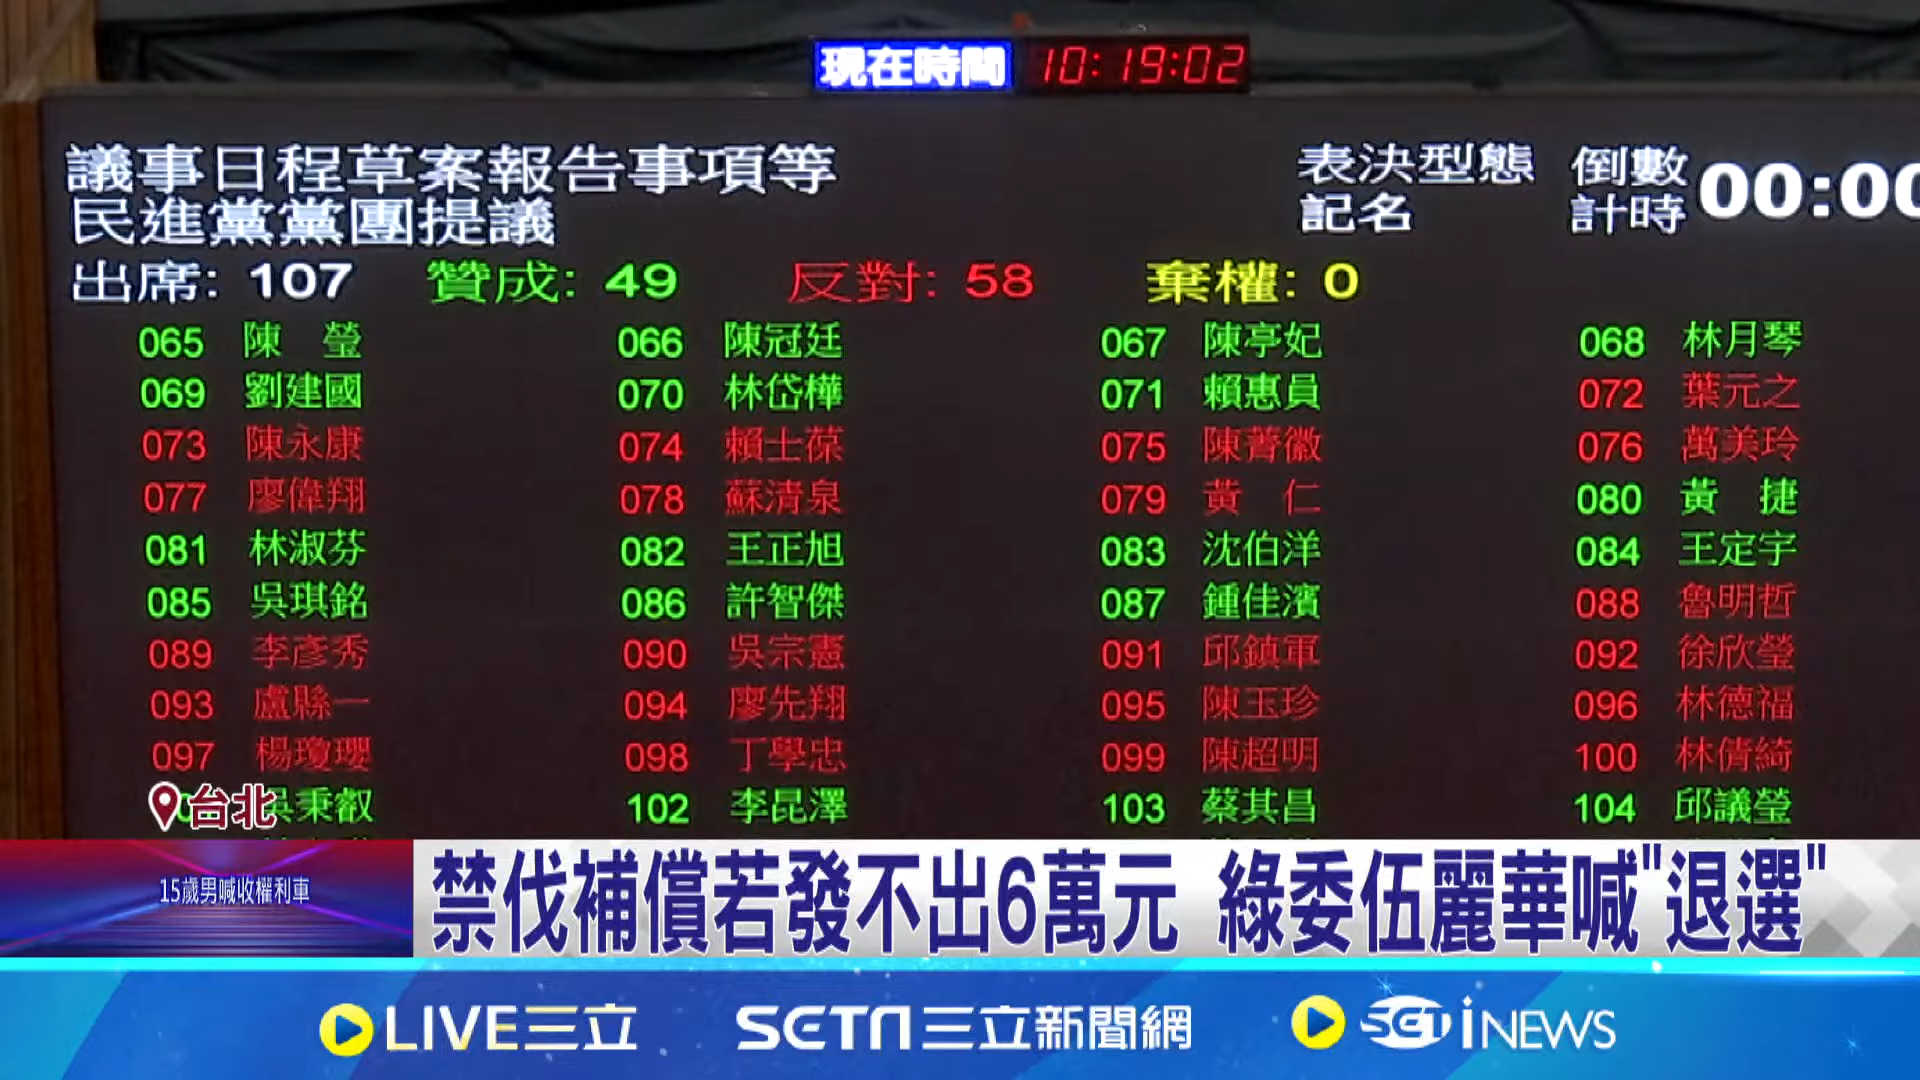 現在時間 10:19:02
議事日程草案報告事項等
民進黨黨團提議
表決型態
記名
倒數
計時
00:00
出席: 107 贊成: 49 反對: 58 棄權: 0
065 陳 瑩 066 陳冠廷 067 陳亭妃 068 林月琴
069 劉建國 070 林岱樺 071 賴惠員 072 葉元之
073 陳永康 074 賴士葆 075 陳菁徽 076 萬美玲
077 廖偉翔 078 蘇清泉 079 黃 仁 080 黃 捷
081 林淑芬 082 王正旭 083 沈伯洋 084 王定宇
085 吳琪銘 086 許智傑 087 鍾佳濱 088 魯明哲
089 李彥秀 090 吳宗憲 091 邱鎮軍 092 徐欣瑩
093 盧縣一 094 廖先翔 095 陳玉珍 096 林德福
097 楊瓊瓔 098 丁學忠 099 陳超明 100 林倩綺
吳秉叡 102 李昆澤 103 蔡其昌 104 邱議瑩
台北
15歲男喊收權利車
禁伐補償若發不出6萬元 綠委伍麗華喊"退選"
LIVE三立 SETN三立新聞網 SET iNEWS